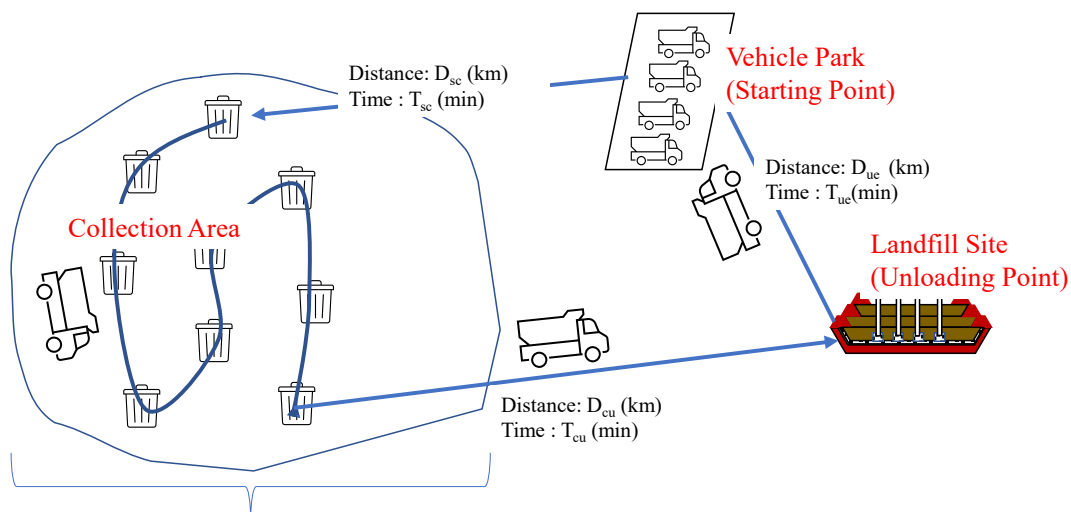 Distance: D_sc (km)
Time : T_sc (min)
Vehicle Park
(Starting Point)
Distance: D_ue (km)
Time : T_ue(min)
Collection Area
Landfill Site
(Unloading Point)
Distance: D_cu (km)
Time : T_cu (min)